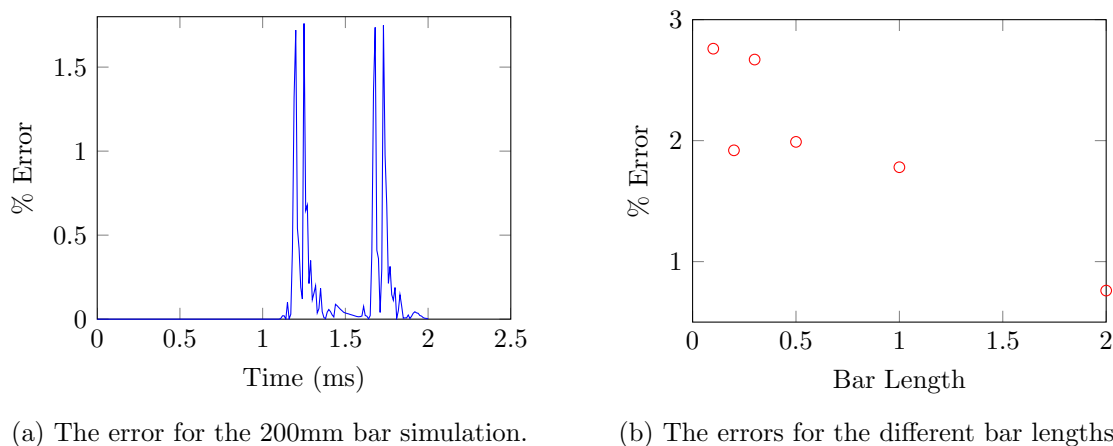 1.5
1
0.5
0
% Error
0 0.5 1 1.5 2 2.5
Time (ms)
(a) The error for the 200mm bar simulation.
3
2
1
% Error
0 0.5 1 1.5 2
Bar Length
(b) The errors for the different bar lengths